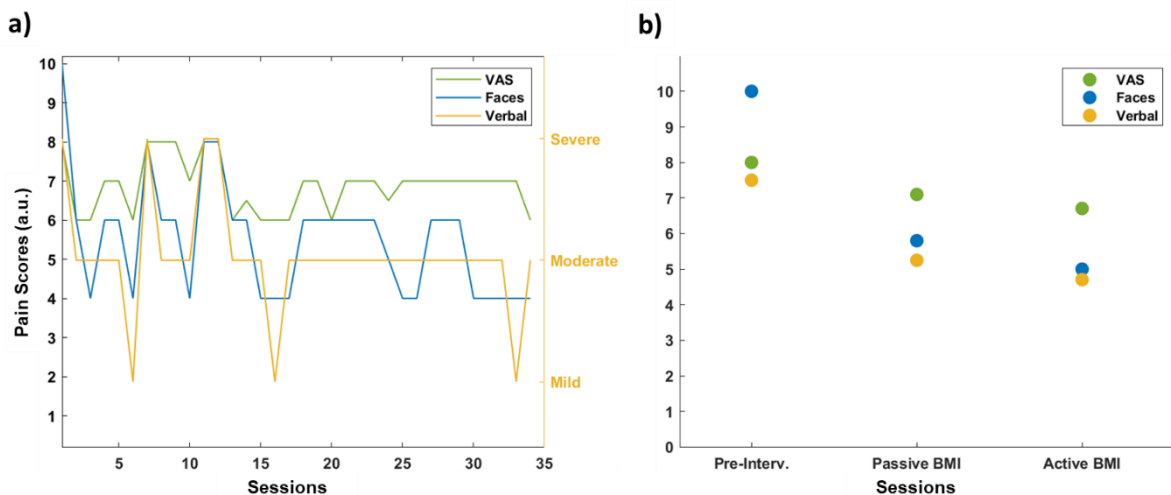 a)
Pain Scores (a.u.)
10
9
8
7
6
5
4
3
2
1
VAS
Faces
Verbal
Severe
Moderate
Mild
5 10 15 20 25 30 35
Sessions
b)
10
9
8
7
6
5
4
3
2
1
0
VAS
Faces
Verbal
Pre-Interv. Passive BMI Active BMI
Sessions